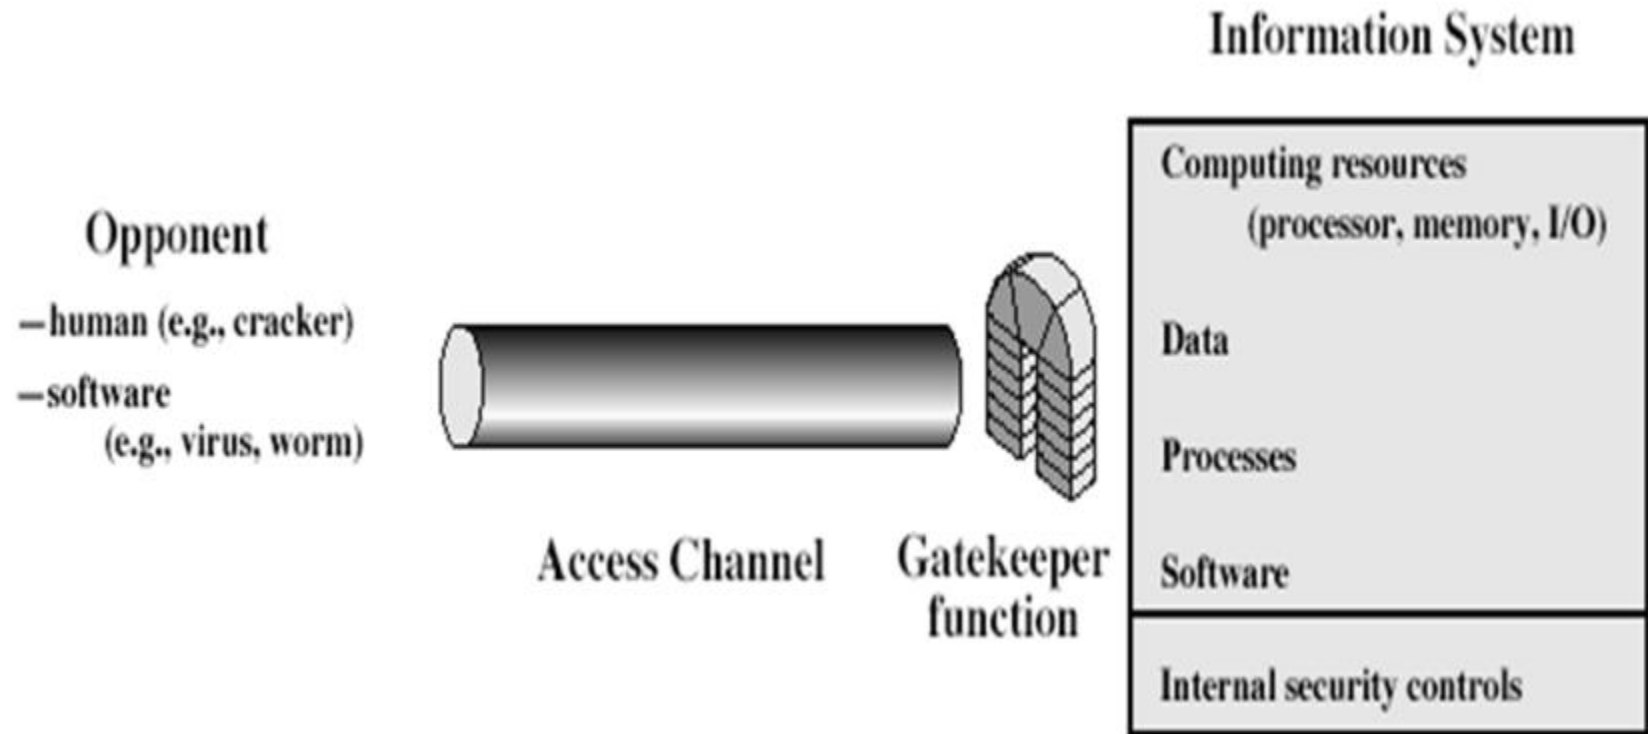 Information System
Opponent
—human (e.g., cracker)
—software
(e.g., virus, worm)
Access Channel
Gatekeeper
function
Computing resources
(processor, memory, I/O)
Data
Processes
Software
Internal security controls